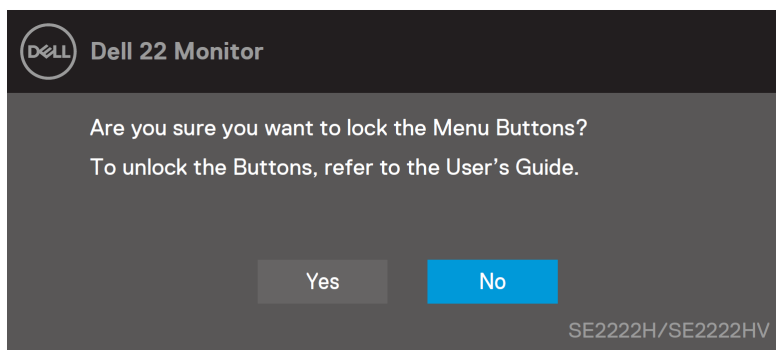 DELL Dell 22 Monitor
Are you sure you want to lock the Menu Buttons?
To unlock the Buttons, refer to the User’s Guide.
Yes No
SE2222H/SE2222HV